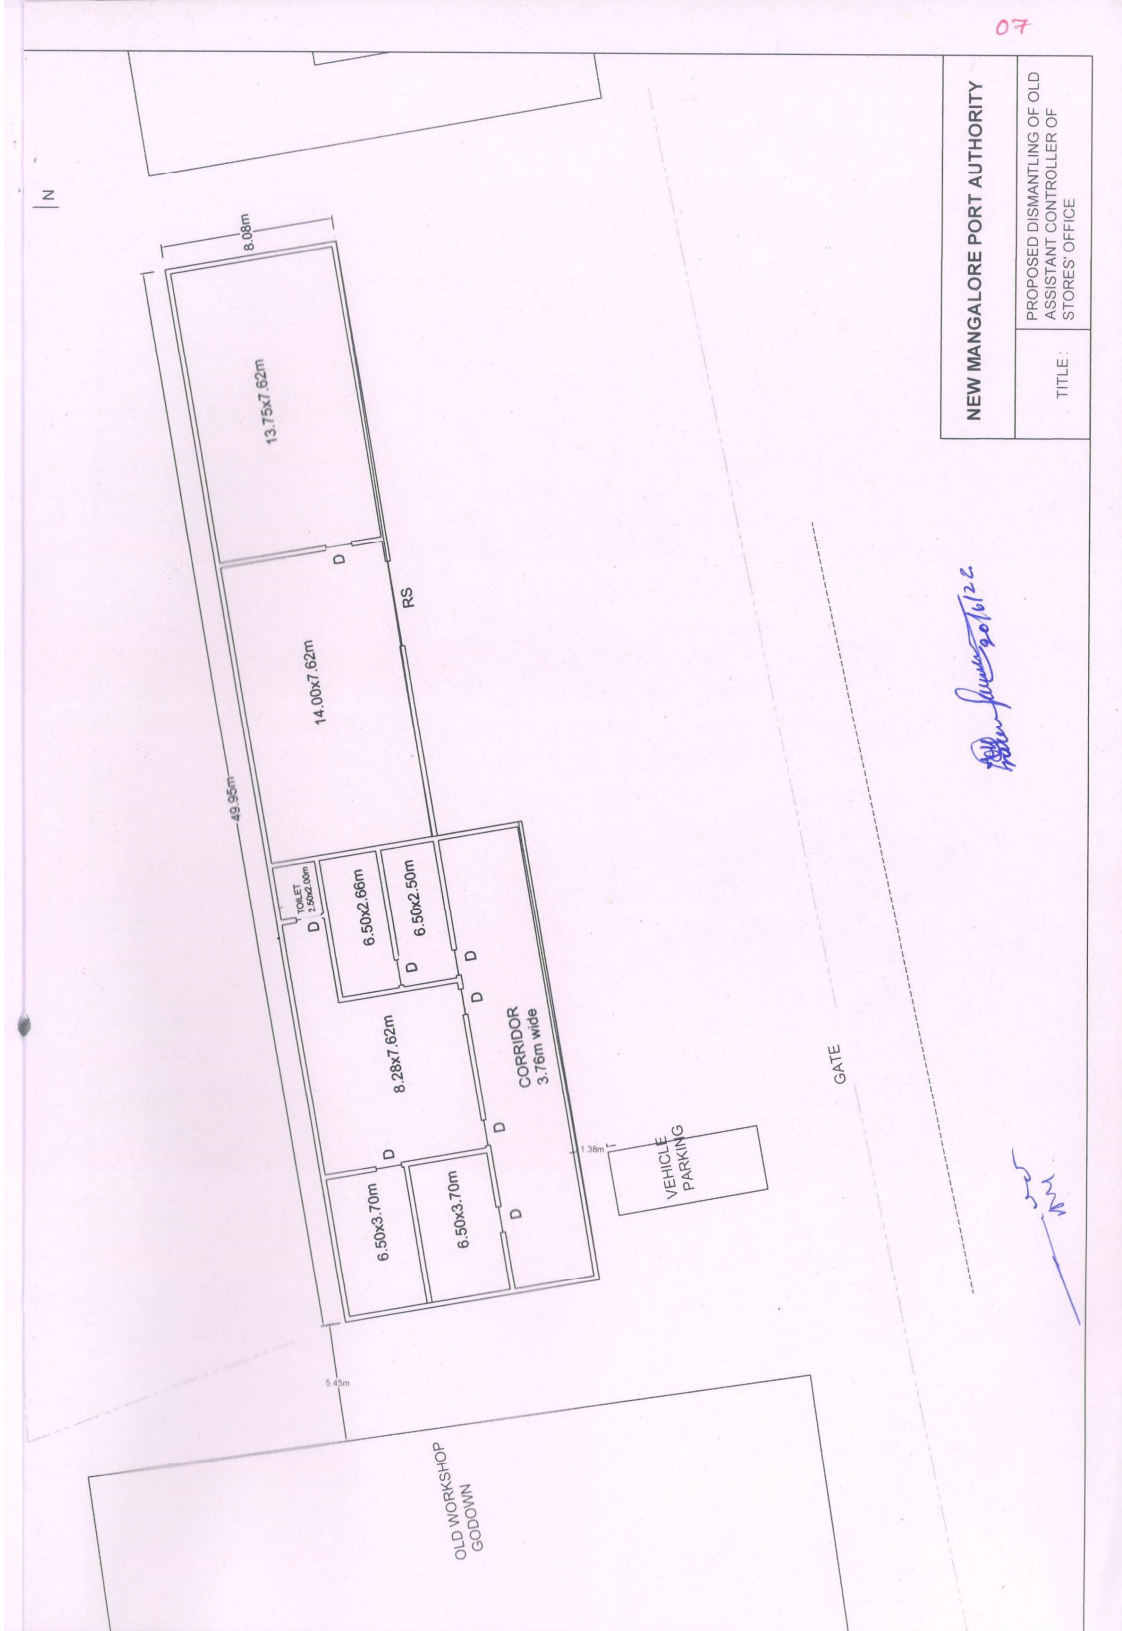 07
N
8.08m
13.75x7.62m
D
RS
14.00x7.62m
49.95m
TOILET
2.50x2.00m
D
6.50x2.66m
6.50x2.50m
D
D
D
8.28x7.62m
CORRIDOR
3.76m wide
D
D
6.50x3.70m
6.50x3.70m
D
1.38m
VEHICLE
PARKING
GATE
5.45m
OLD WORKSHOP
GODOWN
NEW MANGALORE PORT AUTHORITY
TITLE :
PROPOSED DISMANTLING OF OLD
ASSISTANT CONTROLLER OF
STORES' OFFICE
20/6/22